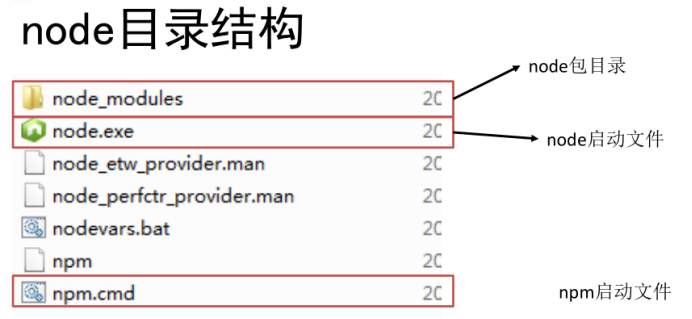 node目录结构
node包目录
node_modules 20
node.exe 20
node启动文件
node_etw_provider.man 20
node_perfctr_provider.man 20
nodevars.bat 20
npm 20
npm.cmd 20
npm启动文件